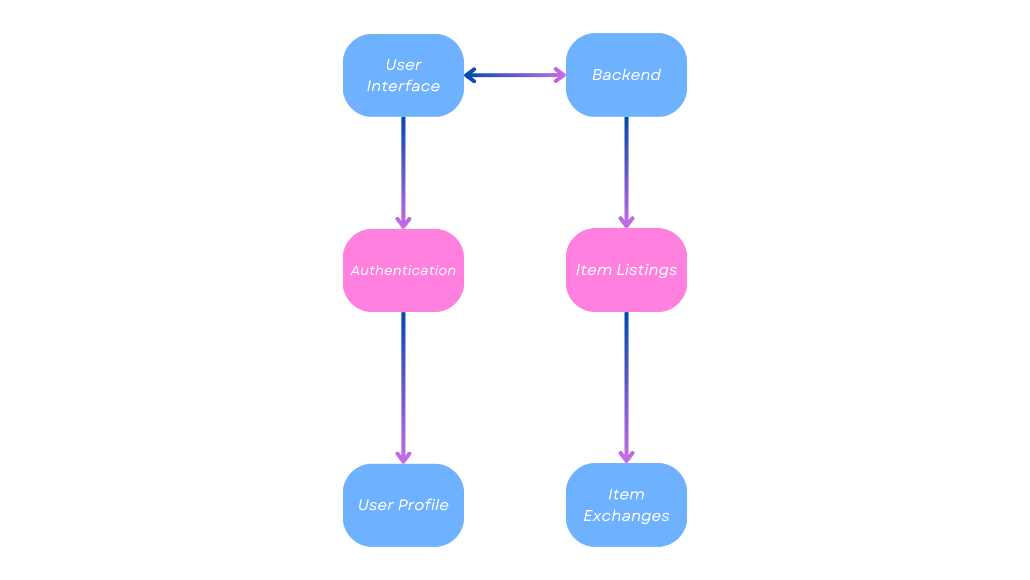 User
Interface
Backend
Authentication
Item Listings
User Profile
Item
Exchanges